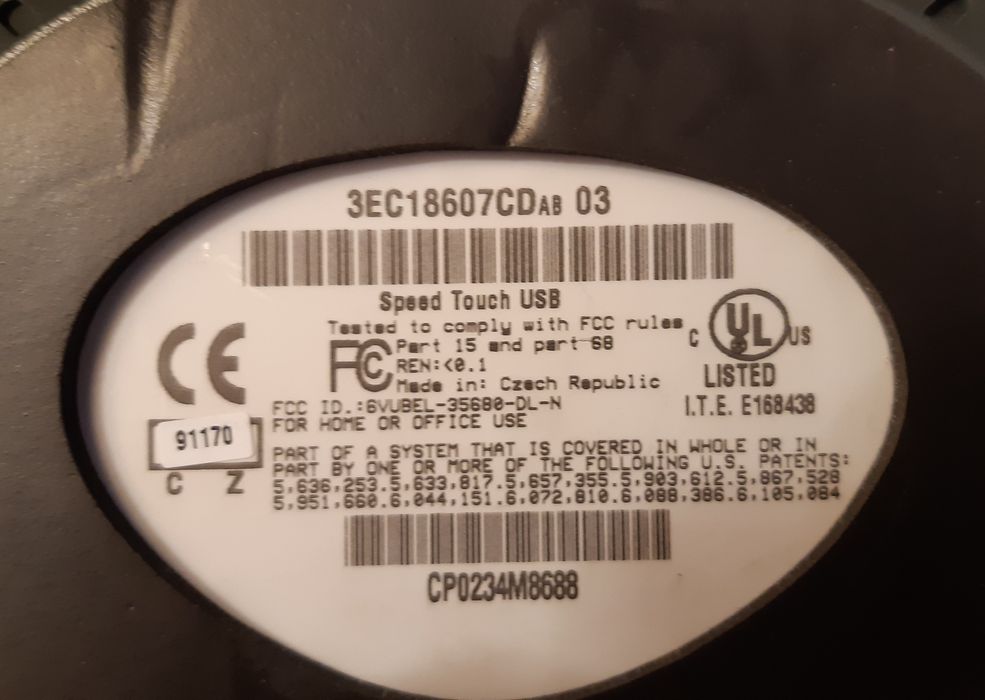 3EC18607CDAB 03
Speed Touch USB
Tested to comply with FCC rules
FC Part 15 and part 68
REN:<0.1
Made in: Czech Republic
FCC ID.:6VUBEL-35680-DL-N
FOR HOME OR OFFICE USE
CE
91170
C Z
C UL US
LISTED
I.T.E. E168438
PART OF A SYSTEM THAT IS COVERED IN WHOLE OR IN
PART BY ONE OR MORE OF THE FOLLOWING U.S. PATENTS:
5,636,253.5,633,817.5,657,355.5,903,612.5,867,528
5,951,660.6,044,151.6,072,810.6,088,386.6,105,084
CP0234M8688